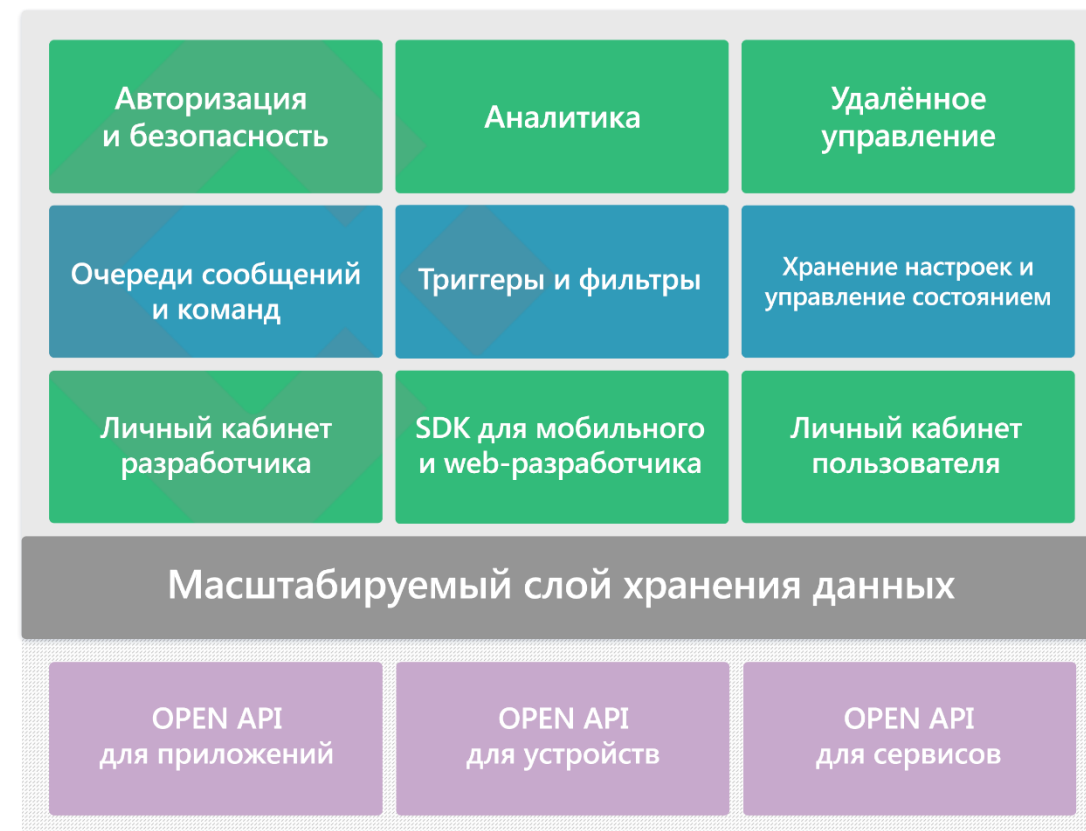 Авторизация
и безопасность
Аналитика
Удалённое
управление
Очереди сообщений
и команд
Триггеры и фильтры
Хранение настроек и
управление состоянием
Личный кабинет
разработчика
SDK для мобильного
и web-разработчика
Личный кабинет
пользователя
Масштабируемый слой хранения данных
OPEN API
для приложений
OPEN API
для устройств
OPEN API
для сервисов